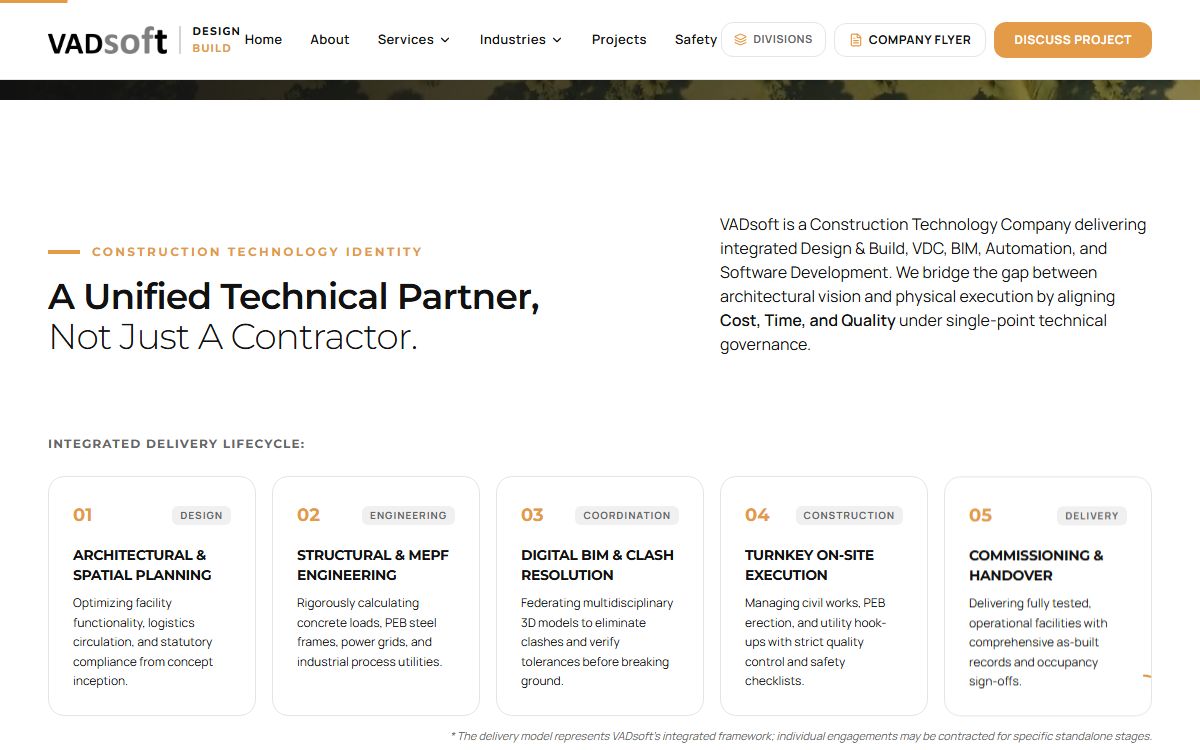 VADsoft DESIGN BUILD
Home About Services Industries Projects Safety DIVISIONS COMPANY FLYER DISCUSS PROJECT
CONSTRUCTION TECHNOLOGY IDENTITY
A Unified Technical Partner,
Not Just A Contractor.
VADsoft is a Construction Technology Company delivering
integrated Design & Build, VDC, BIM, Automation, and
Software Development. We bridge the gap between
architectural vision and physical execution by aligning
Cost, Time, and Quality under single-point technical
governance.
INTEGRATED DELIVERY LIFECYCLE:
01 DESIGN
ARCHITECTURAL &
SPATIAL PLANNING
Optimizing facility
functionality, logistics
circulation, and statutory
compliance from concept
inception.
02 ENGINEERING
STRUCTURAL & MEPF
ENGINEERING
Rigorously calculating
concrete loads, PEB steel
frames, power grids, and
industrial process utilities.
03 COORDINATION
DIGITAL BIM & CLASH
RESOLUTION
Federating multidisciplinary
3D models to eliminate
clashes and verify
tolerances before breaking
ground.
04 CONSTRUCTION
TURNKEY ON-SITE
EXECUTION
Managing civil works, PEB
erection, and utility hook-
ups with strict quality
control and safety
checklists.
05 DELIVERY
COMMISSIONING &
HANDOVER
Delivering fully tested,
operational facilities with
comprehensive as-built
records and occupancy
sign-offs.
* The delivery model represents VADsoft's integrated framework; individual engagements may be contracted for specific standalone stages.